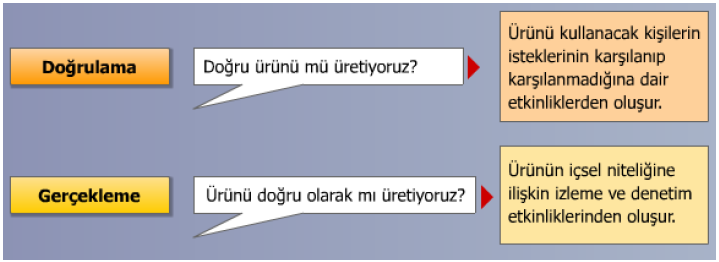 Doğrulama
Doğru ürünü mü üretiyoruz?
Ürünü kullanacak kişilerin
isteklerinin karşılanıp
karşılanmadığına dair
etkinliklerden oluşur.
Gerçekleme
Ürünü doğru olarak mı üretiyoruz?
Ürünün içsel niteliğine
ilişkin izleme ve denetim
etkinliklerinden oluşur.